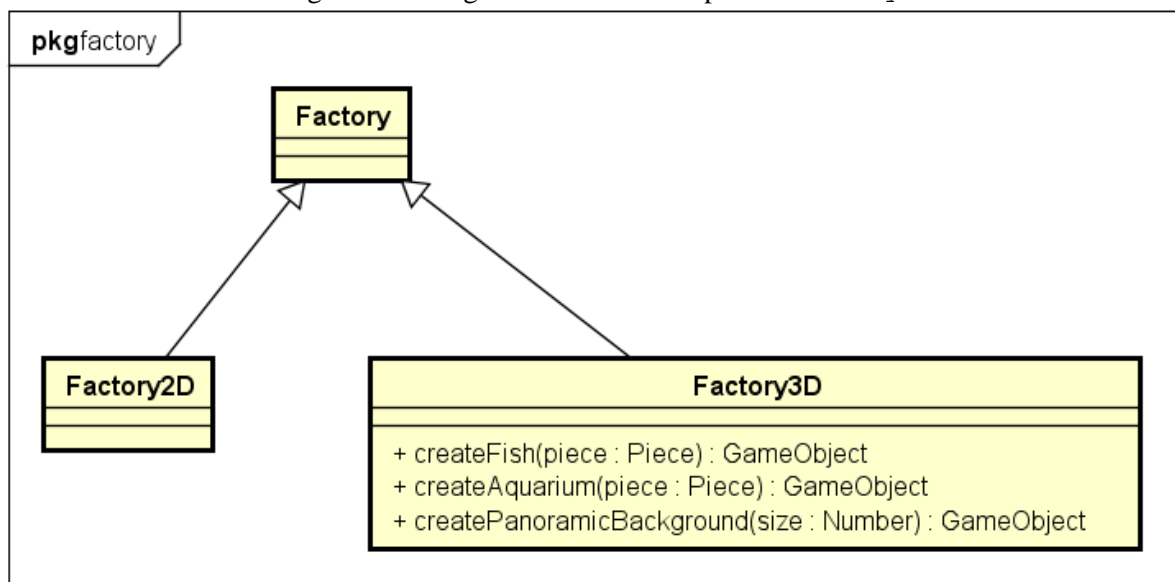 pkgfactory
Factory
Factory2D
Factory3D
+ createFish(piece : Piece) : GameObject
+ createAquarium(piece : Piece) : GameObject
+ createPanoramicBackground(size : Number) : GameObject